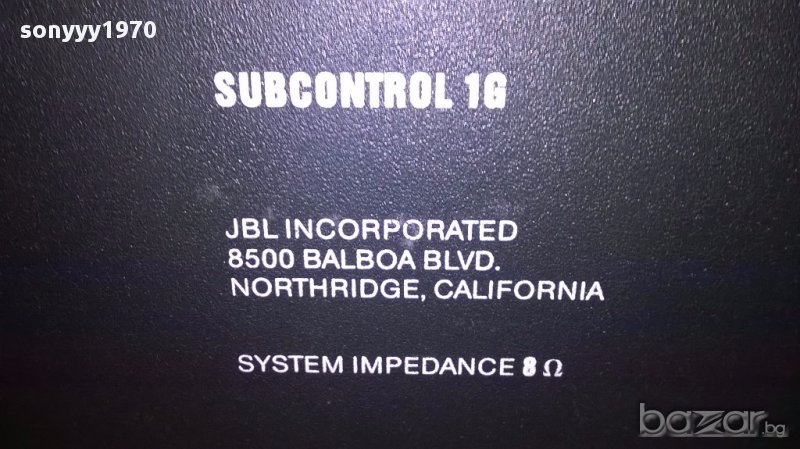 sonyyy1970
SUBCONTROL 1G
JBL INCORPORATED
8500 BALBOA BLVD.
NORTHRIDGE, CALIFORNIA
SYSTEM IMPEDANCE 8 Ω
bazar.bg